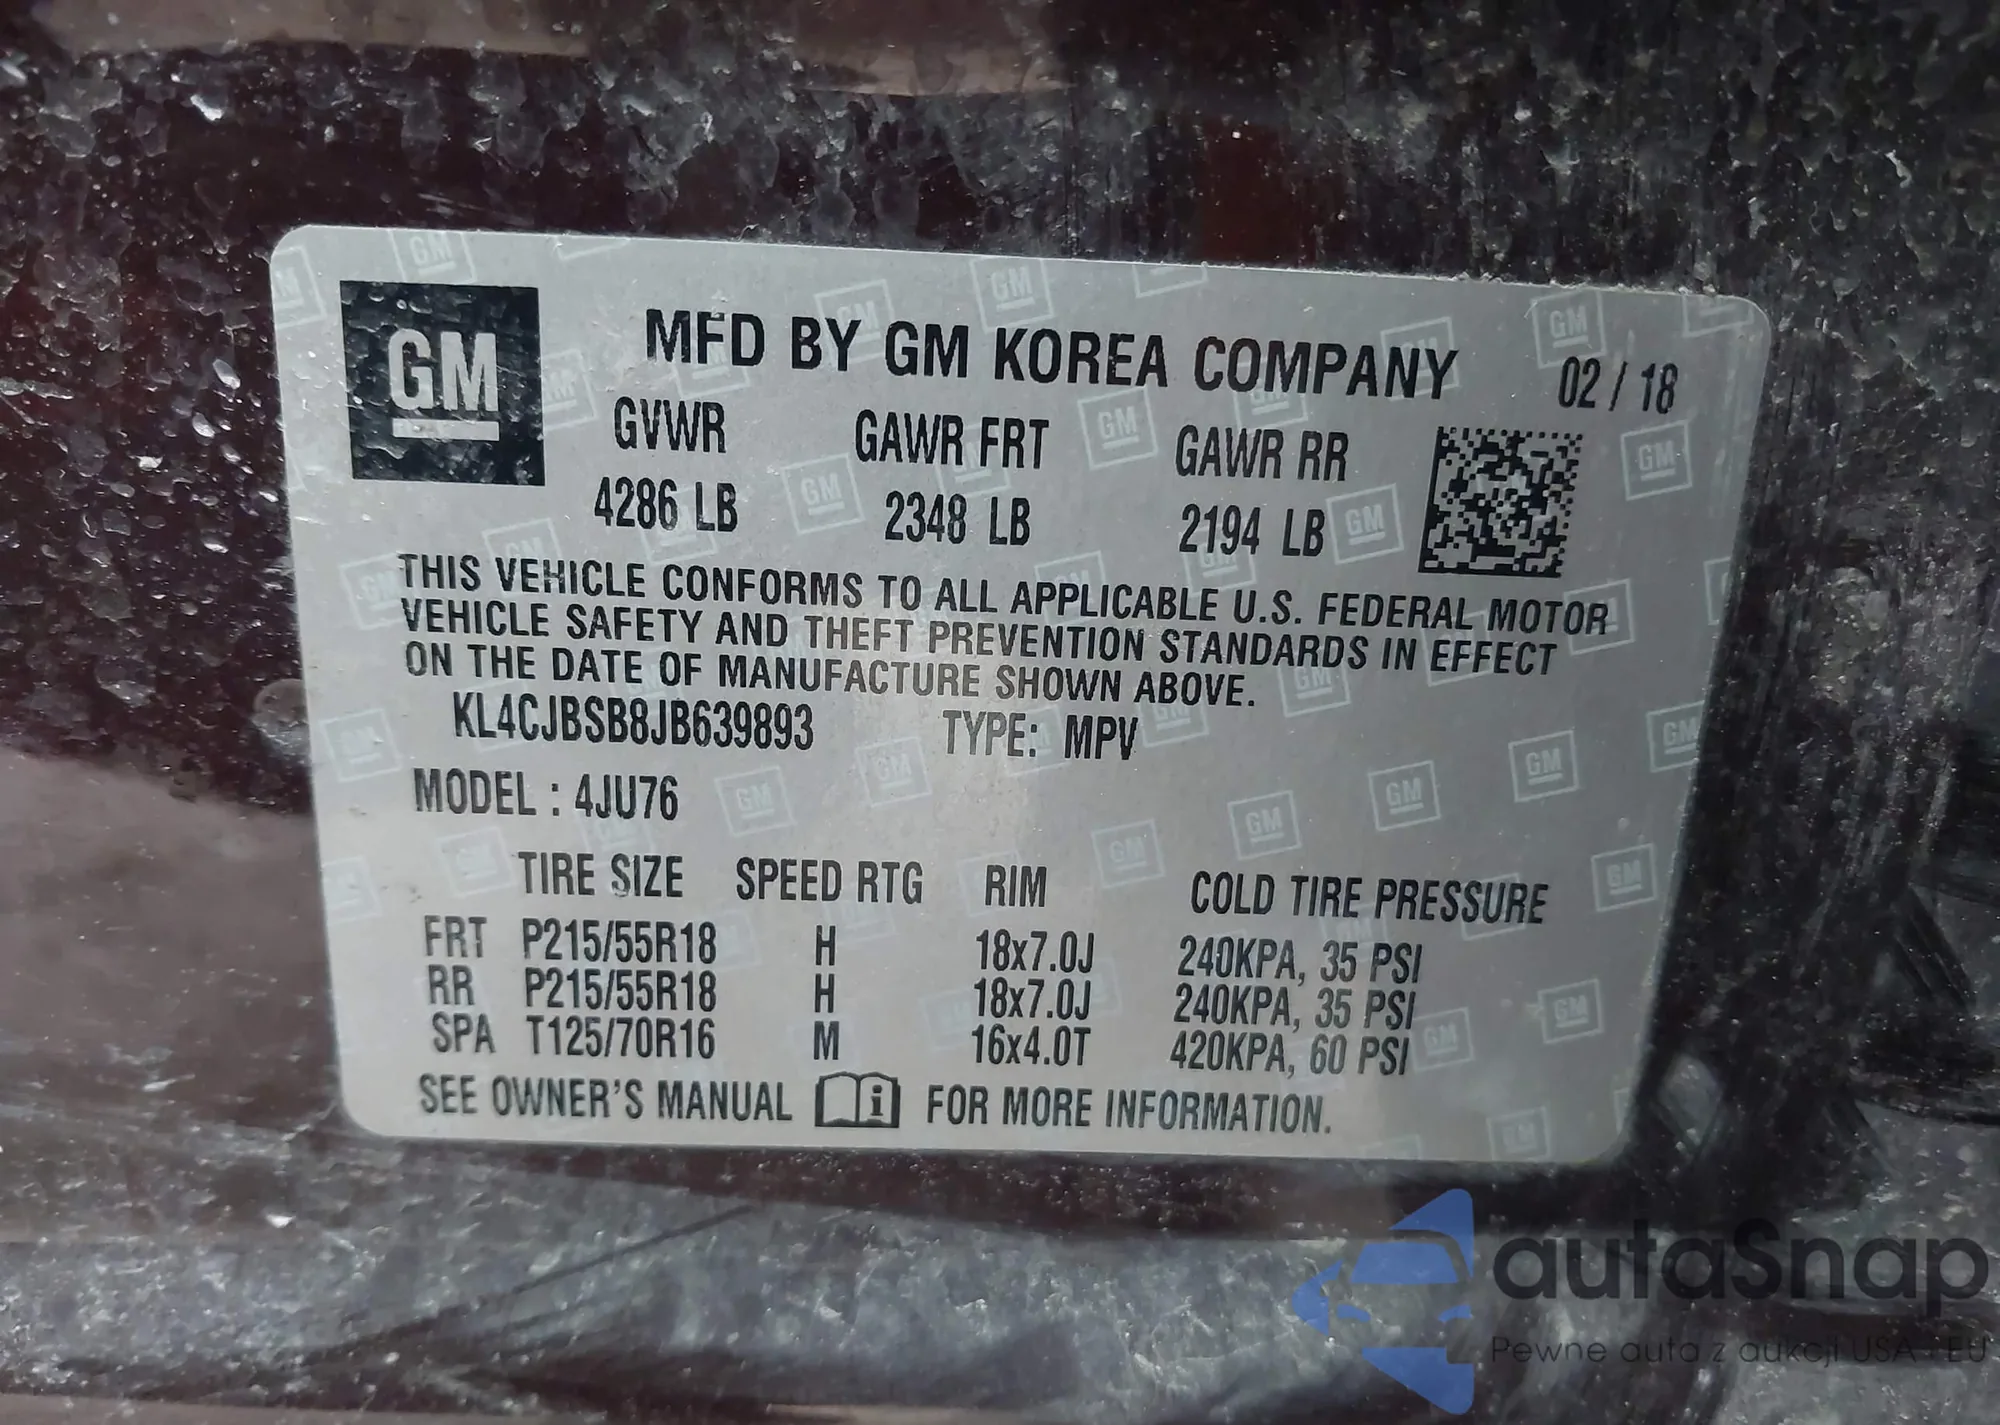 GM
MFD BY GM KOREA COMPANY 02 / 18
GVWR GAWR FRT GAWR RR
4286 LB 2348 LB 2194 LB
THIS VEHICLE CONFORMS TO ALL APPLICABLE U.S. FEDERAL MOTOR
VEHICLE SAFETY AND THEFT PREVENTION STANDARDS IN EFFECT
ON THE DATE OF MANUFACTURE SHOWN ABOVE.
KL4CJBSB8JB639893 TYPE: MPV
MODEL : 4JU76
TIRE SIZE SPEED RTG RIM COLD TIRE PRESSURE
FRT P215/55R18 H 18x7.0J 240KPA, 35 PSI
RR P215/55R18 H 18x7.0J 240KPA, 35 PSI
SPA T125/70R16 M 16x4.0T 420KPA, 60 PSI
SEE OWNER'S MANUAL i FOR MORE INFORMATION.
autaSnap
Pewne auta z aukcji USA - EU